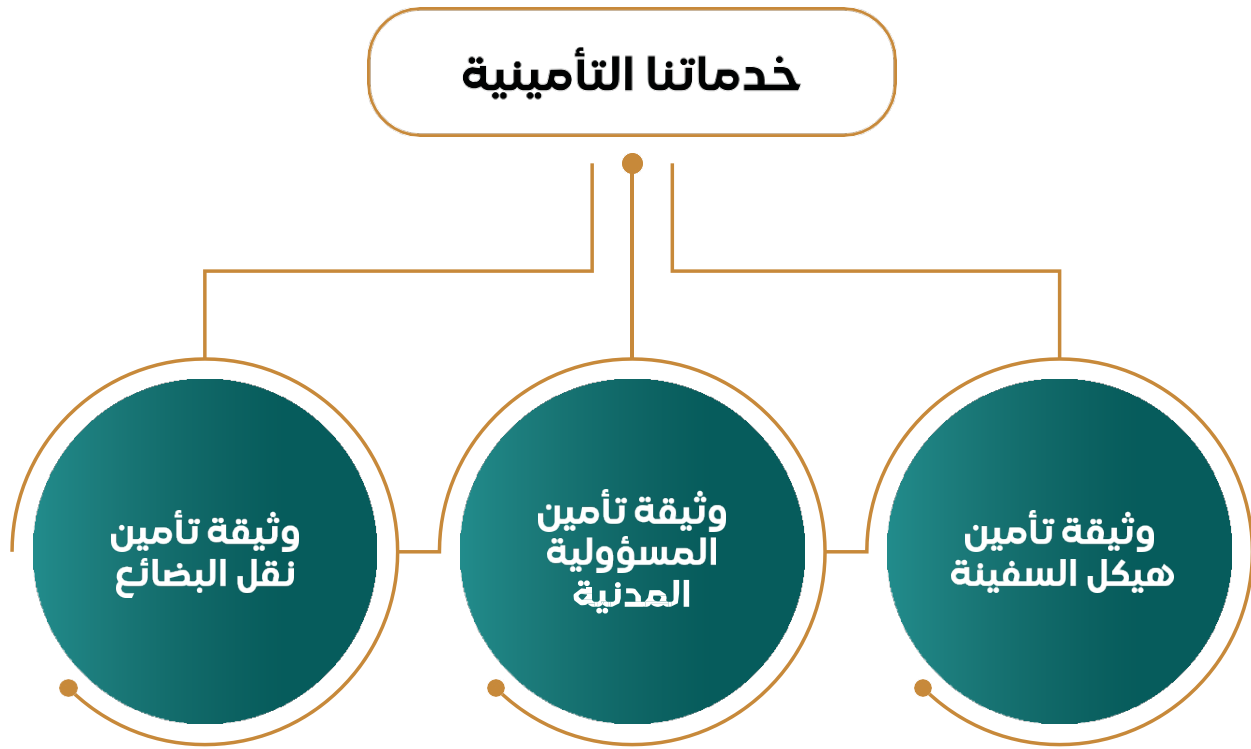 خدماتنا التأمينية
وثيقة تأمين
هيكل السفينة
وثيقة تأمين
المسؤولية
المدنية
وثيقة تأمين
نقل البضائع